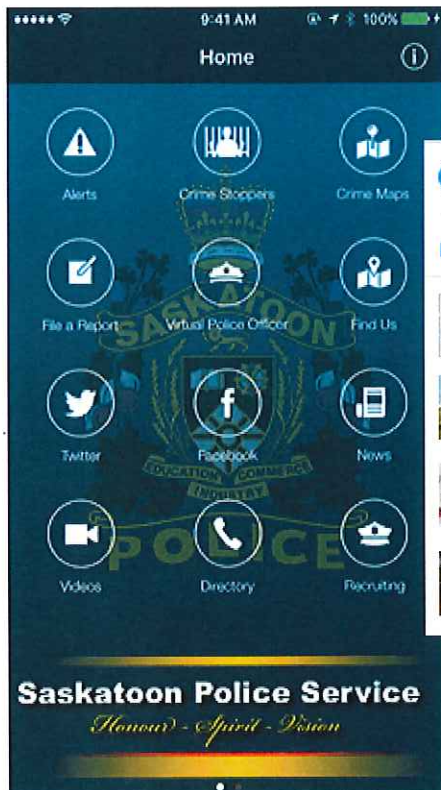 9:41 AM 100%
Home
Alerts Crime Stoppers Crime Maps
File a Report Virtual Police Officer Find Us
SASKATOON
Twitter Facebook News
EDUCATION COMMERCE
INDUSTRY
POLICE
Videos Directory Recruiting
Saskatoon Police Service
Honour - Spirit - Vision